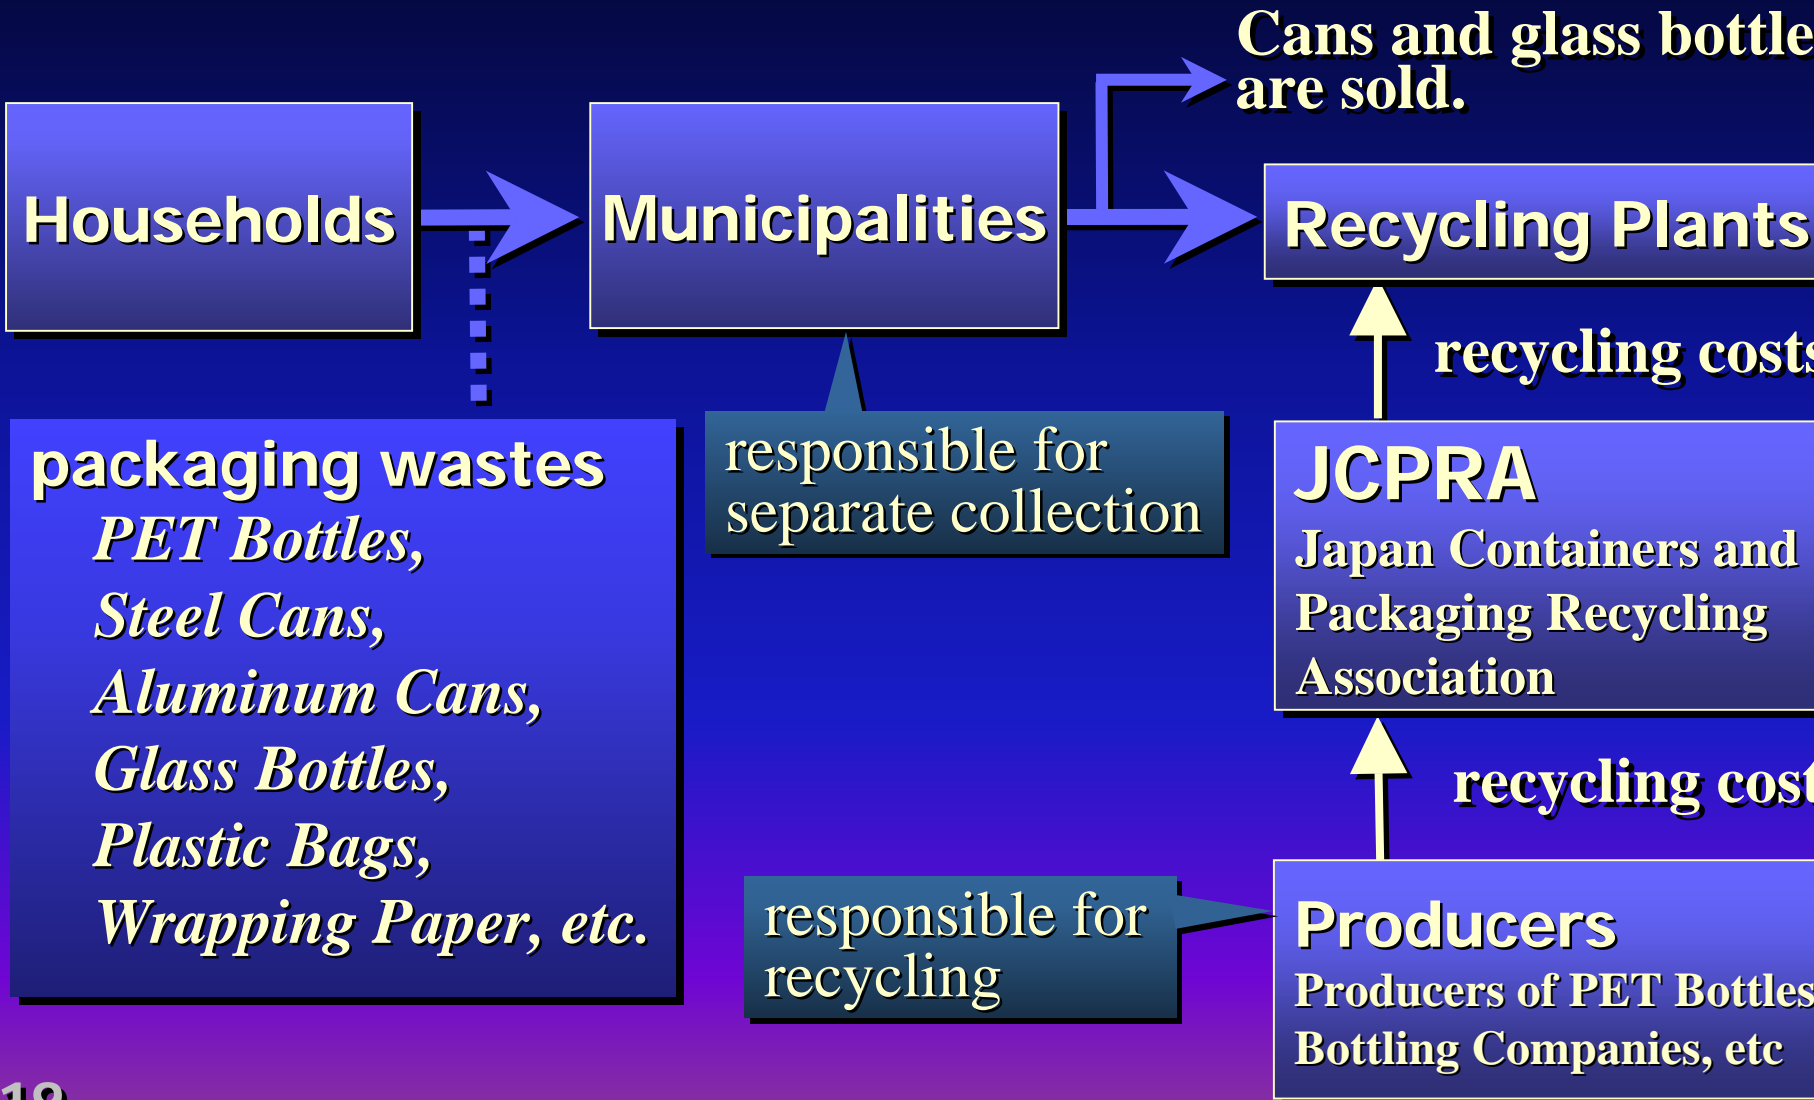 Cans and glass bottle
are sold.
Households
Municipalities
Recycling Plants
recycling costs
packaging wastes
PET Bottles,
Steel Cans,
Aluminum Cans,
Glass Bottles,
Plastic Bags,
Wrapping Paper, etc.
responsible for
separate collection
JCPRA
Japan Containers and
Packaging Recycling
Association
recycling cost
responsible for
recycling
Producers
Producers of PET Bottles
Bottling Companies, etc